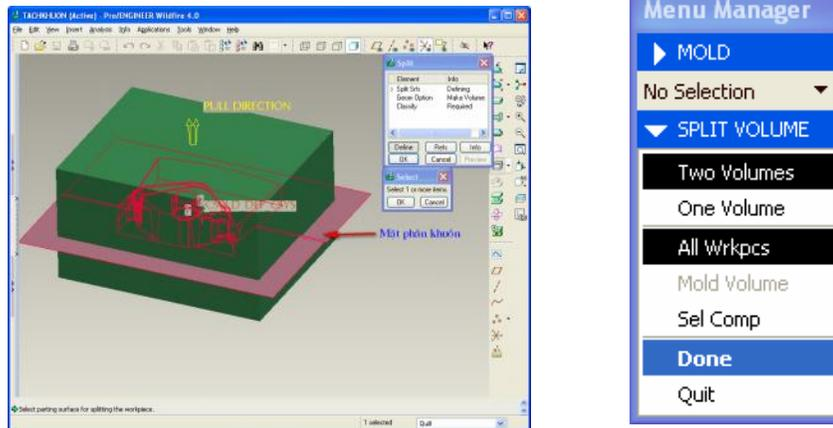 TACHKHUON (Active) - Pro/ENGINEER Wildfire 4.0
File Edit View Insert Analysis Info Applications Tools Window Help
PULL DIRECTION
Split
Element Info
> Split Srfs Defining
Geom Option Make Volume
Classify Required
Define Refs Info
OK Cancel Preview
Select
Select 1 or more items.
OK Cancel
Mặt phân khuôn
Select parting surface for splitting the workpiece.
1 selected Quilt
Menu Manager
MOLD
No Selection
SPLIT VOLUME
Two Volumes
One Volume
All Wrkpcs
Mold Volume
Sel Comp
Done
Quit